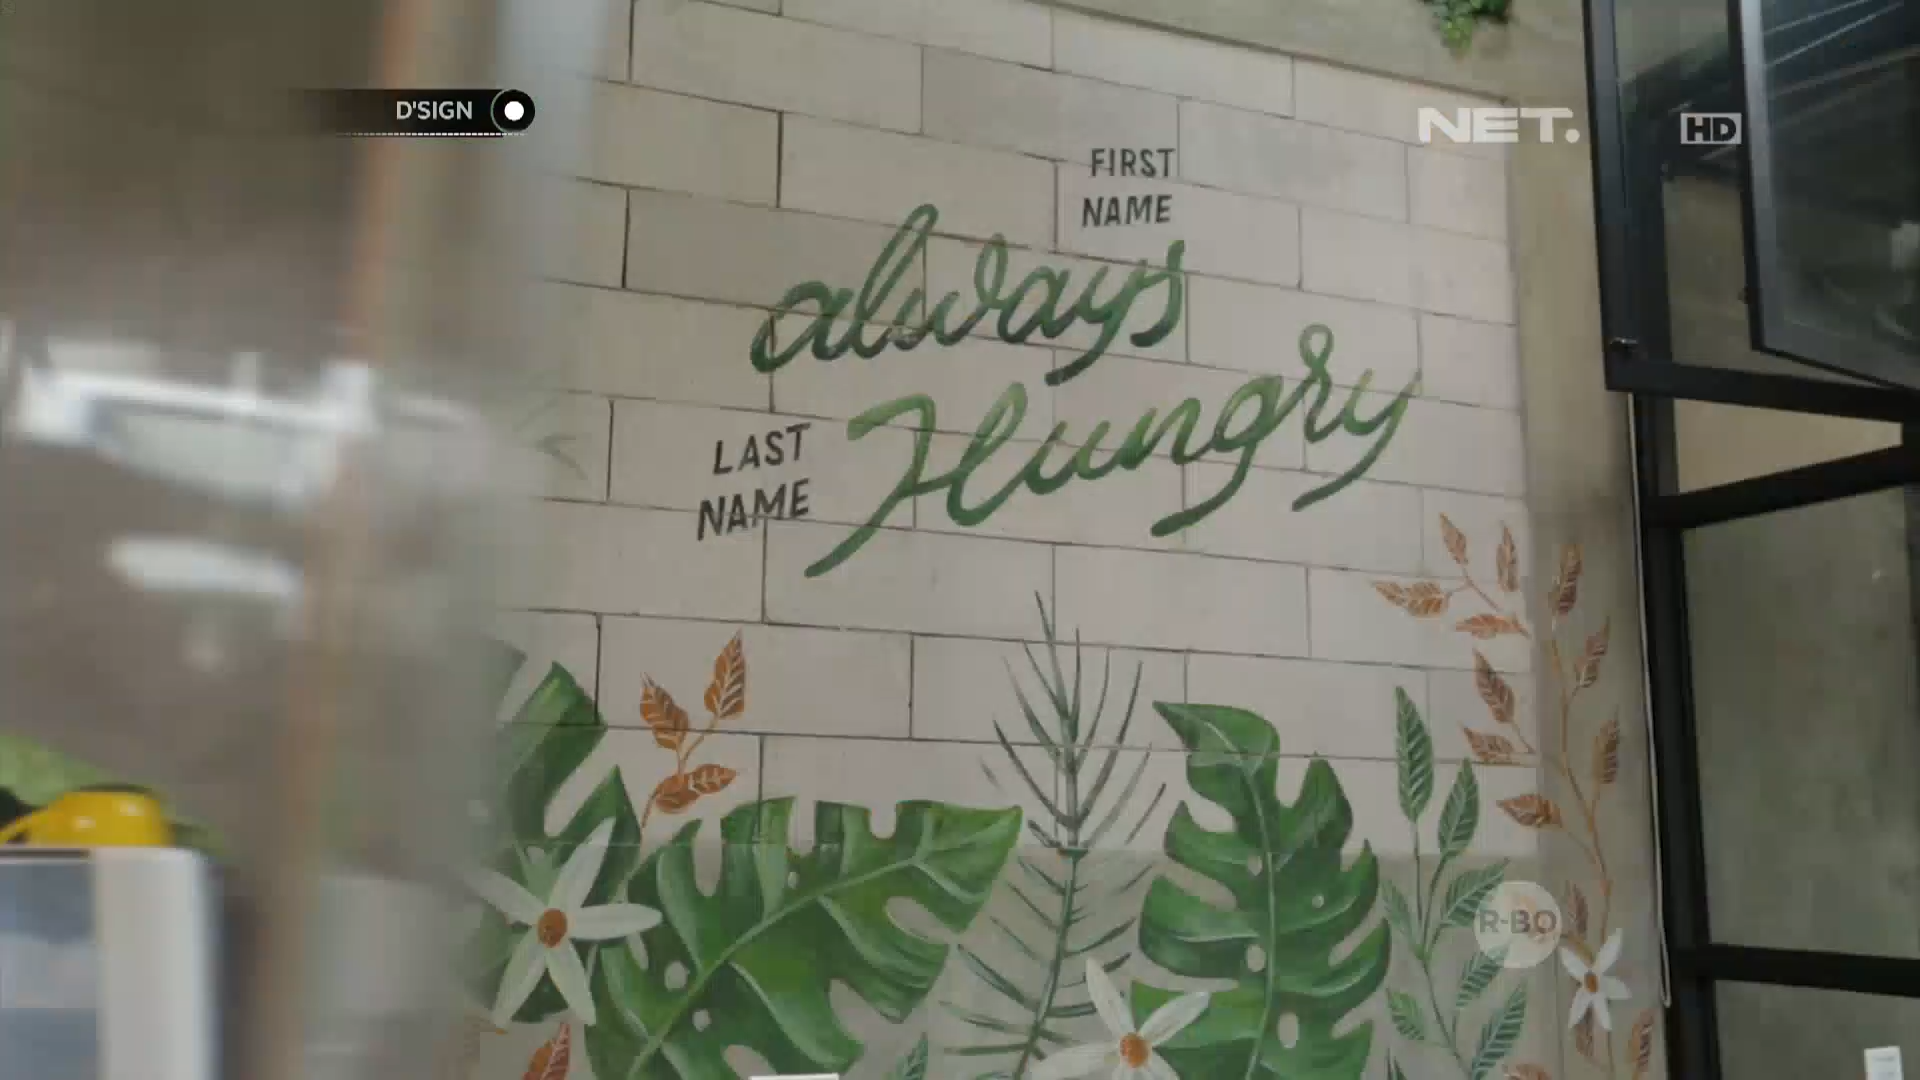 D'SIGN
NET.
HD
FIRST
NAME
always
LAST
NAME
Hungry
R-BO